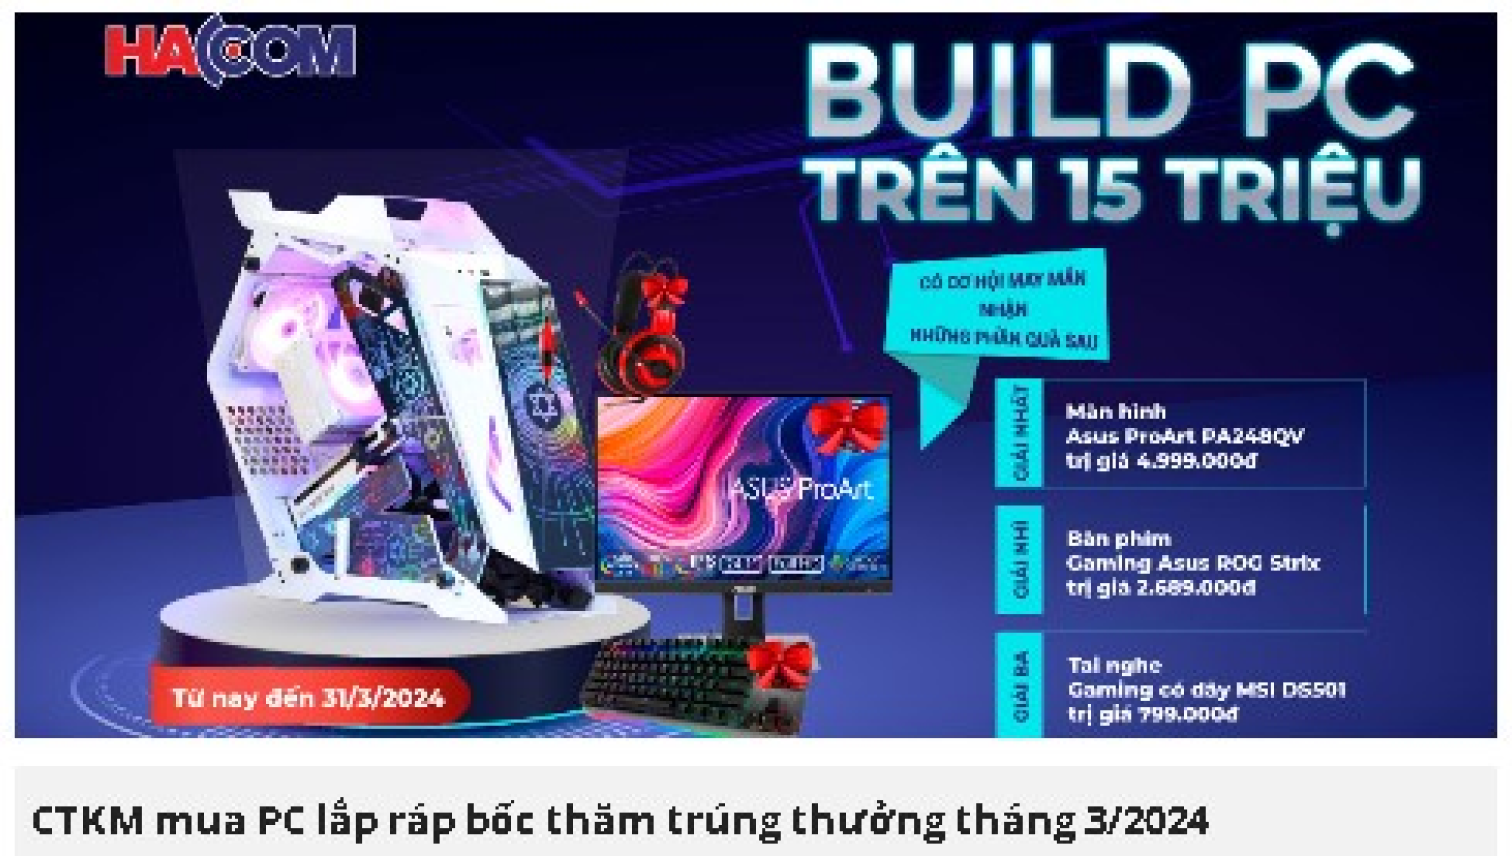 HACOM
BUILD PC
TRÊN 15 TRIỆU
CÓ CƠ HỘI MAY MẮN
NHẬN
NHỮNG PHẦN QUÀ SAU
GIẢI NHẤT
Màn hình
Asus ProArt PA248QV
trị giá 4.999.000đ
GIẢI NHÌ
Bàn phím
Gaming Asus ROG Strix
trị giá 2.689.000đ
GIẢI BA
Tai nghe
Gaming có dây MSI DS501
trị giá 799.000đ
ASUS ProArt
Từ nay đến 31/3/2024
CTKM mua PC lắp ráp bốc thăm trúng thưởng tháng 3/2024